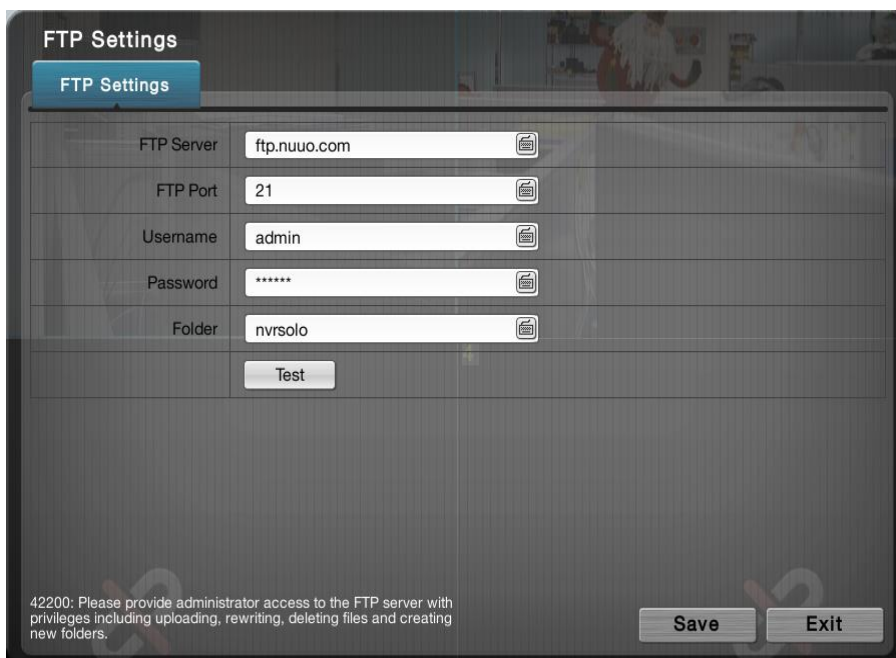 FTP Settings
FTP Settings
FTP Server ftp.nuuo.com
FTP Port 21
Username admin
Password ******
Folder nvrsolo
4
Test
42200: Please provide administrator access to the FTP server with
privileges including uploading, rewriting, deleting files and creating
new folders.
Save Exit